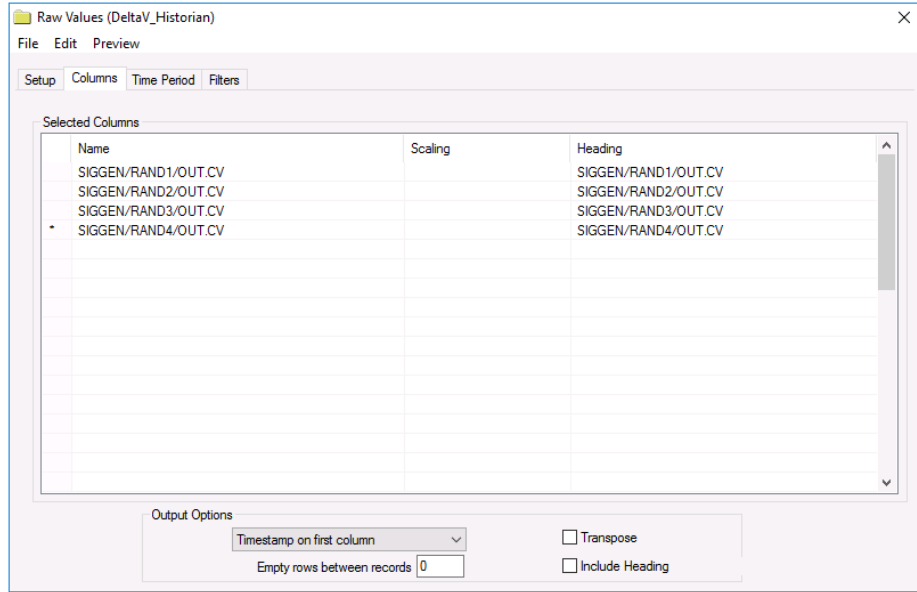 Raw Values (DeltaV_Historian)
File Edit Preview
Setup Columns Time Period Filters
Selected Columns
Name Scaling Heading
SIGGEN/RAND1/OUT.CV SIGGEN/RAND1/OUT.CV
SIGGEN/RAND2/OUT.CV SIGGEN/RAND2/OUT.CV
SIGGEN/RAND3/OUT.CV SIGGEN/RAND3/OUT.CV
* SIGGEN/RAND4/OUT.CV SIGGEN/RAND4/OUT.CV
Output Options
Timestamp on first column Transpose
Empty rows between records 0 Include Heading